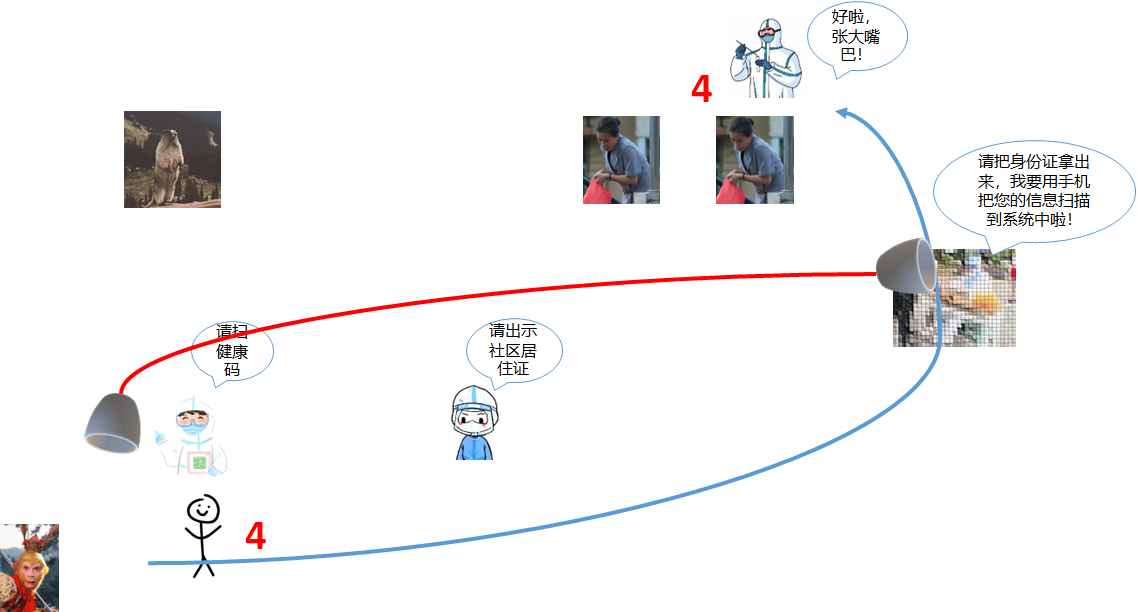 好啦，
张大嘴
巴！
4
请把身份证拿出
来，我要用手机
把您的信息扫描
到系统中啦！
请扫
健康
码
请出示
社区居
住证
4